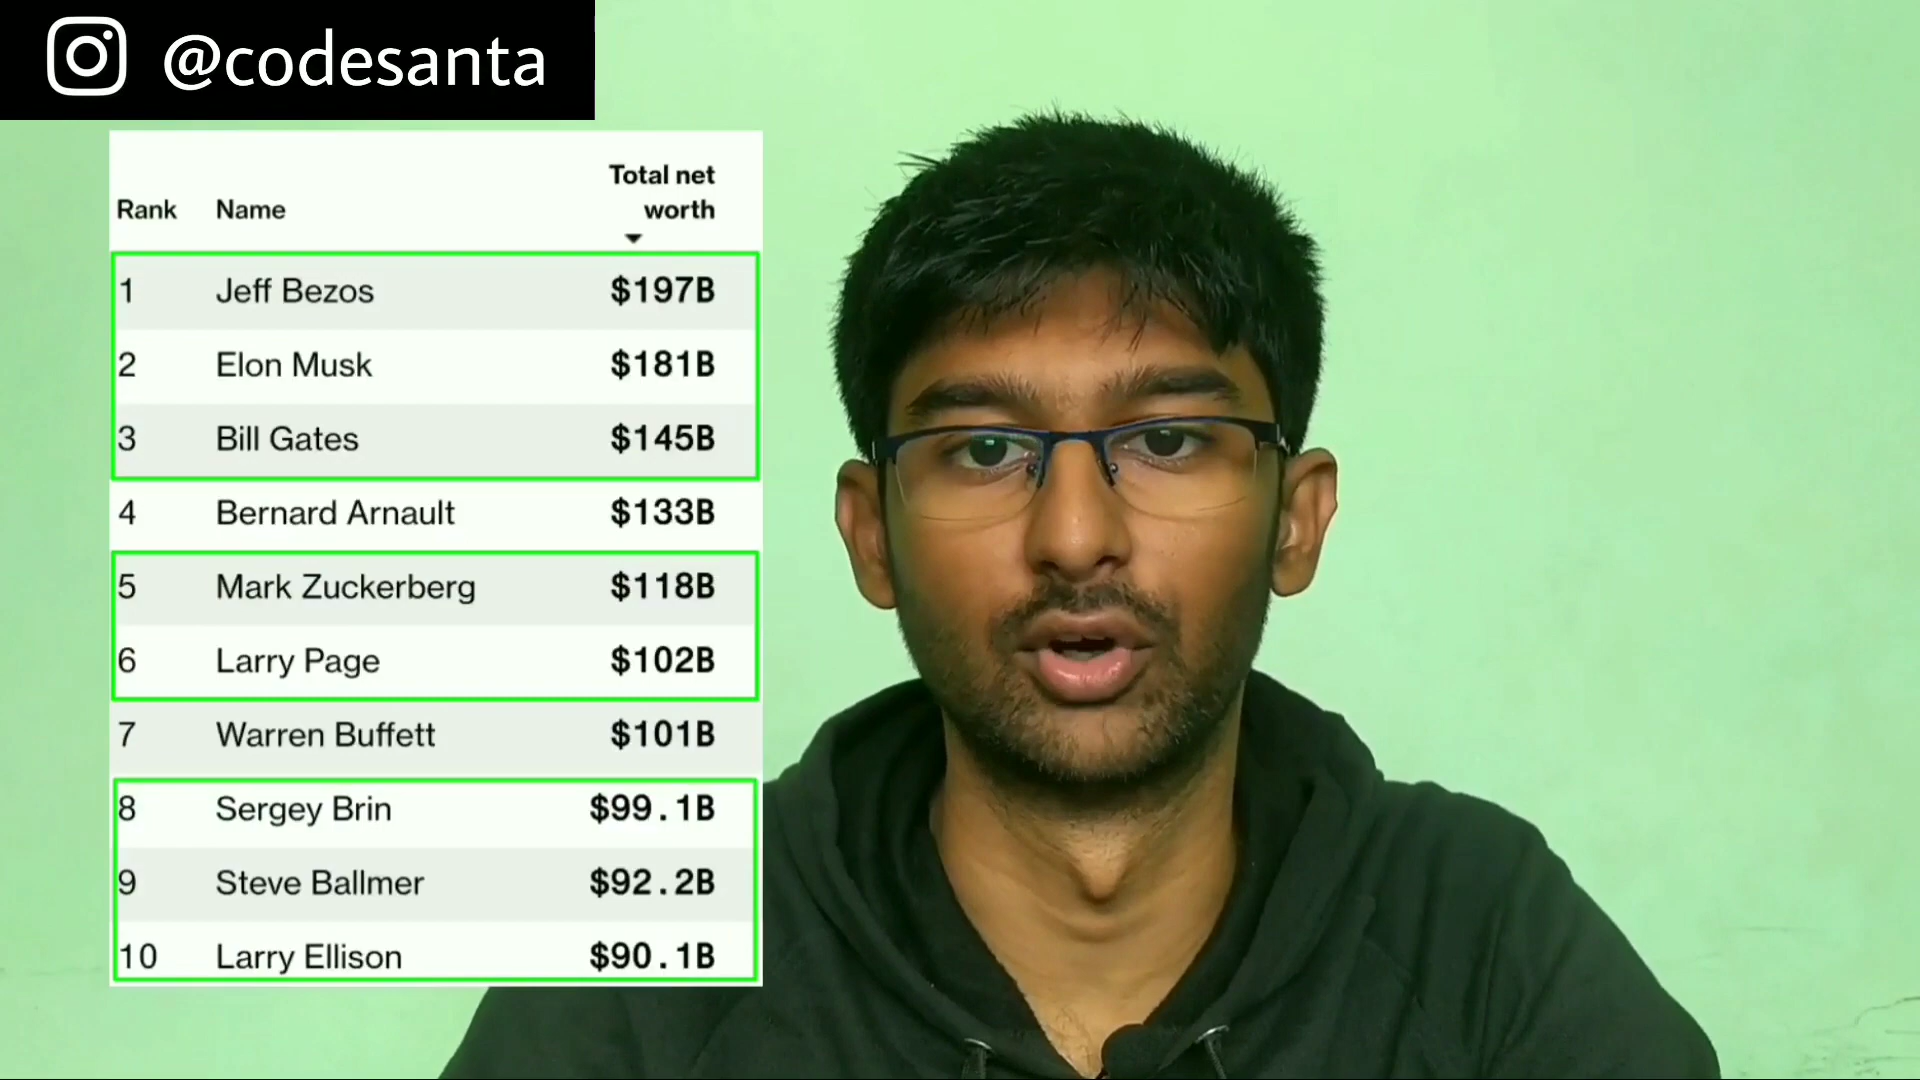 @codesanta
Total net
Rank Name worth
1 Jeff Bezos $197B
2 Elon Musk $181B
3 Bill Gates $145B
4 Bernard Arnault $133B
5 Mark Zuckerberg $118B
6 Larry Page $102B
7 Warren Buffett $101B
8 Sergey Brin $99.1B
9 Steve Ballmer $92.2B
10 Larry Ellison $90.1B